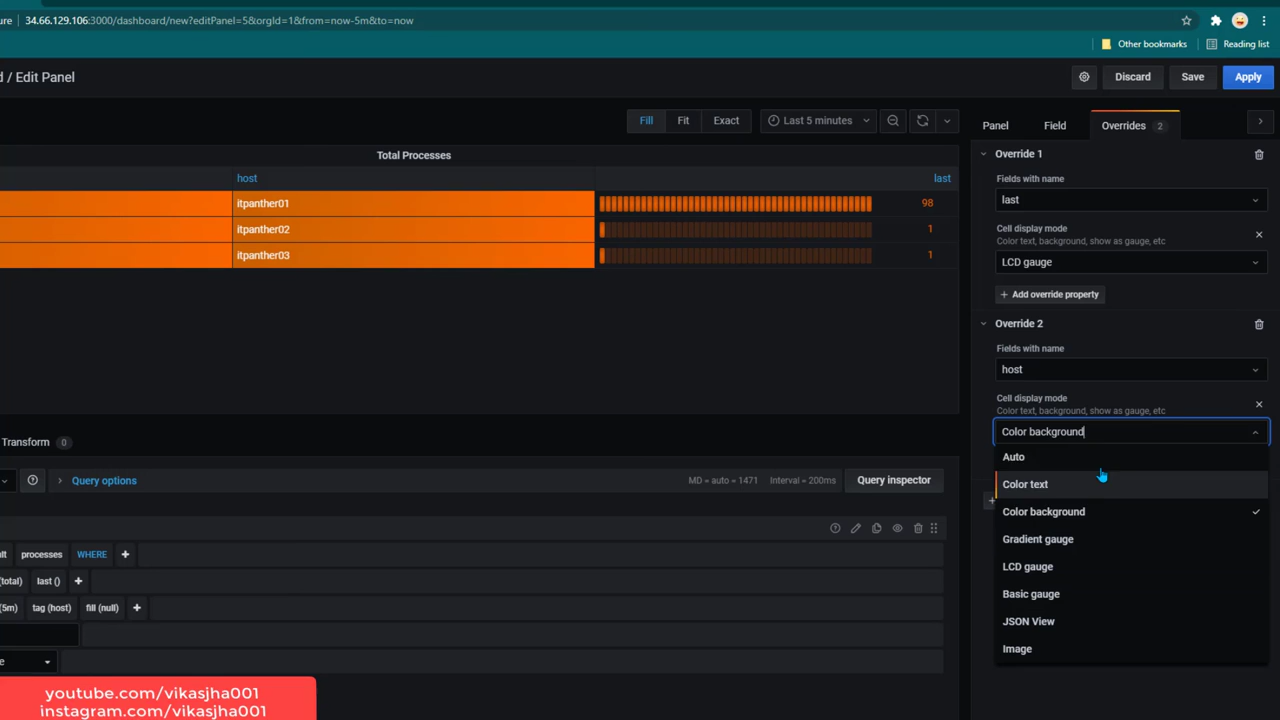 ure 34.66.129.106:3000/dashboard/new?editPanel=5&orgId=1&from=now-5m&to=now
Other bookmarks Reading list
d / Edit Panel
Discard Save Apply
Fill Fit Exact Last 5 minutes
Panel Field Overrides 2
Total Processes
host last
itpanther01 98
itpanther02 1
itpanther03 1
Override 1
Fields with name
last
Cell display mode
Color text, background, show as gauge, etc
LCD gauge
+ Add override property
Override 2
Fields with name
host
Cell display mode
Color text, background, show as gauge, etc
Color background
Auto
Color text
Color background
Gradient gauge
LCD gauge
Basic gauge
JSON View
Image
+
Transform 0
> Query options MD = auto = 1471 Interval = 200ms Query inspector
ult processes WHERE +
(total) last () +
(5m) tag (host) fill (null) +
e
youtube.com/vikasjha001
instagram.com/vikasjha001